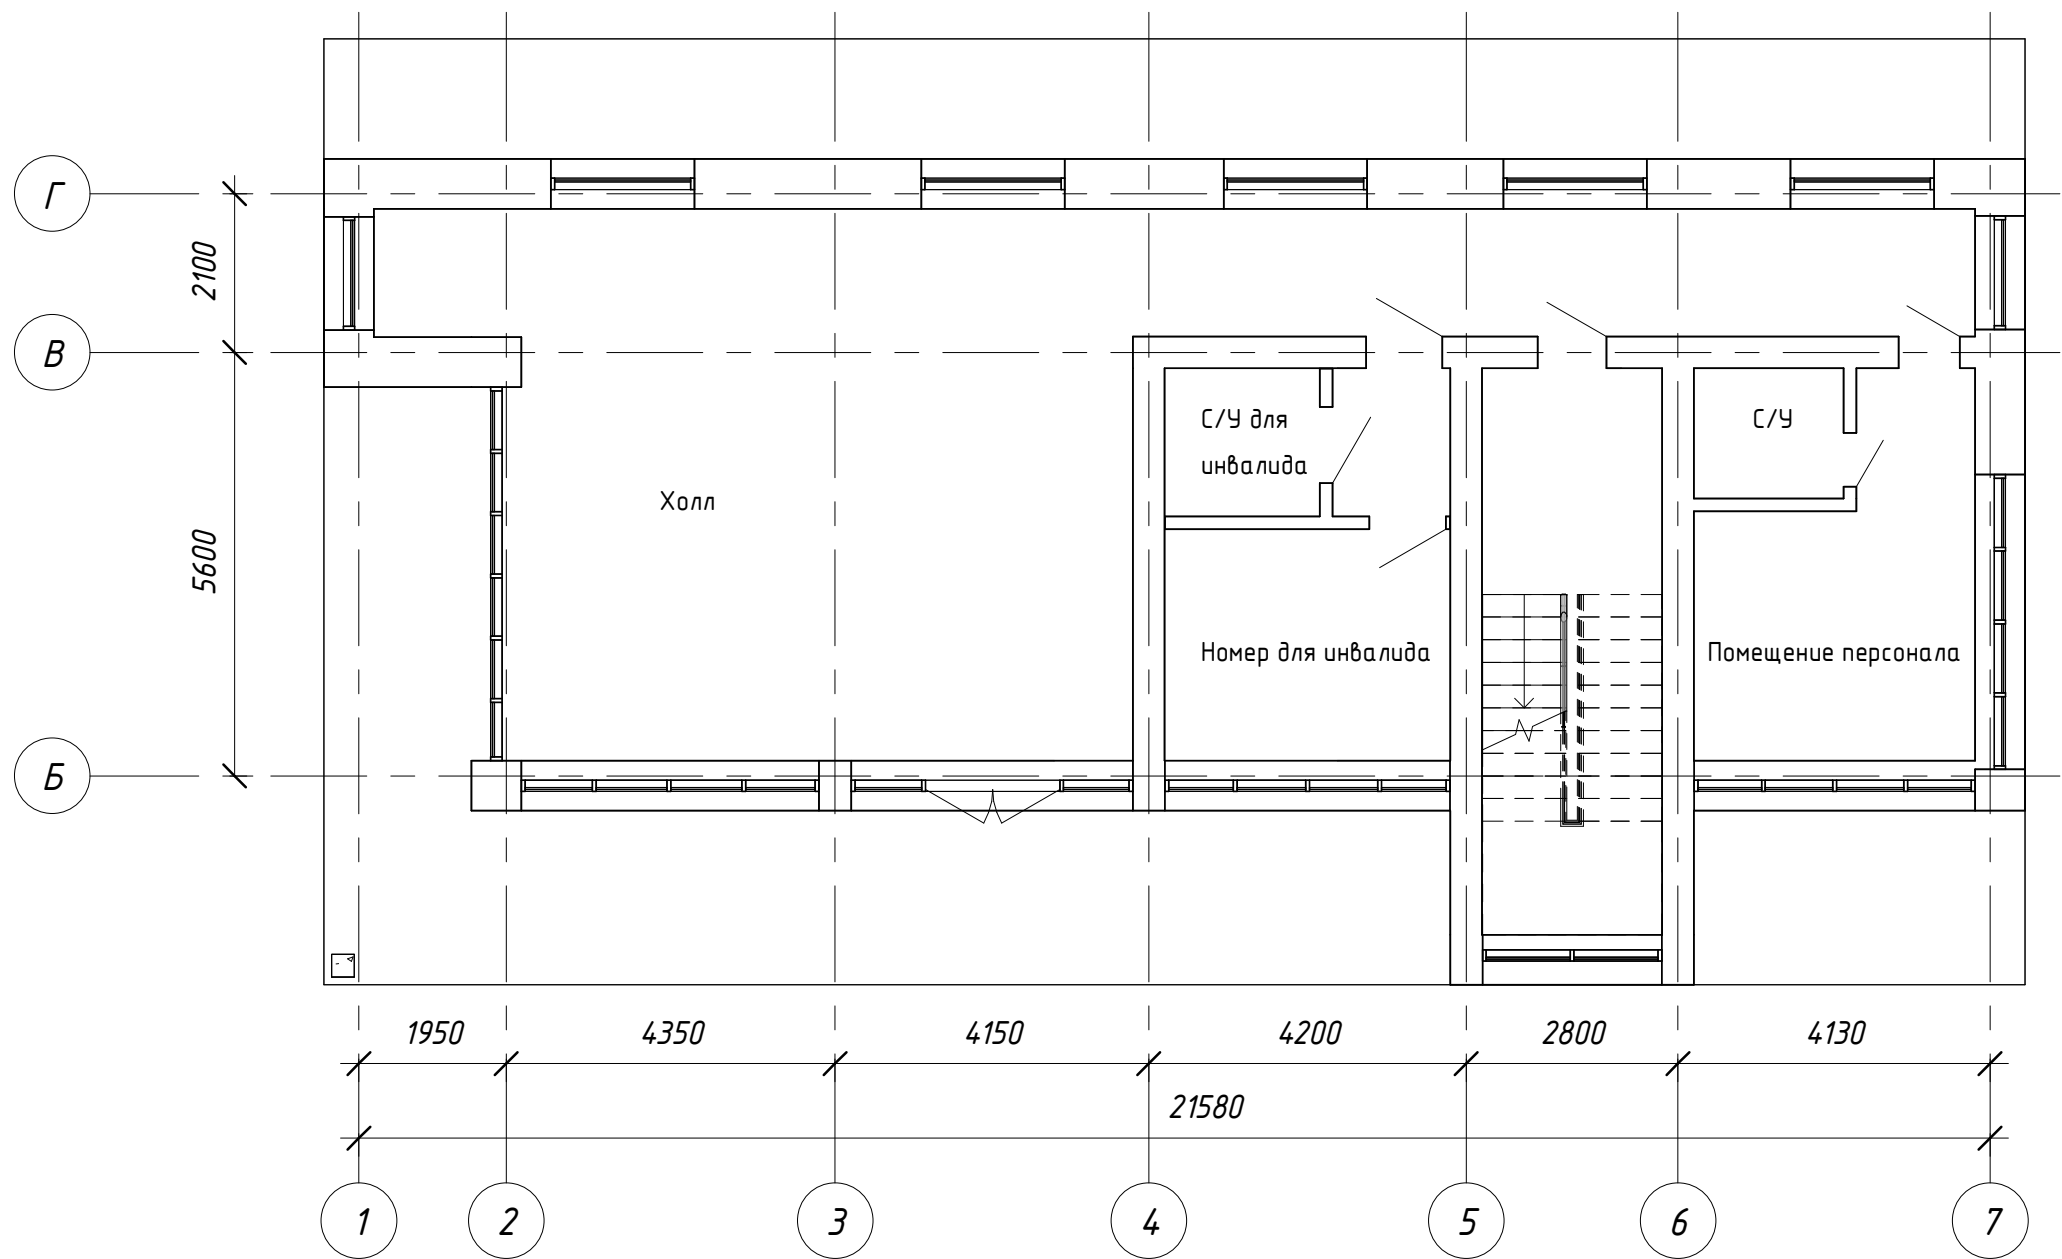 Г
2100
В
С/У для
инвалида
С/У
Холл
5600
Номер для инвалида
Помещение персонала
Б
1950
4350
4150
4200
2800
4130
21580
1
2
3
4
5
6
7